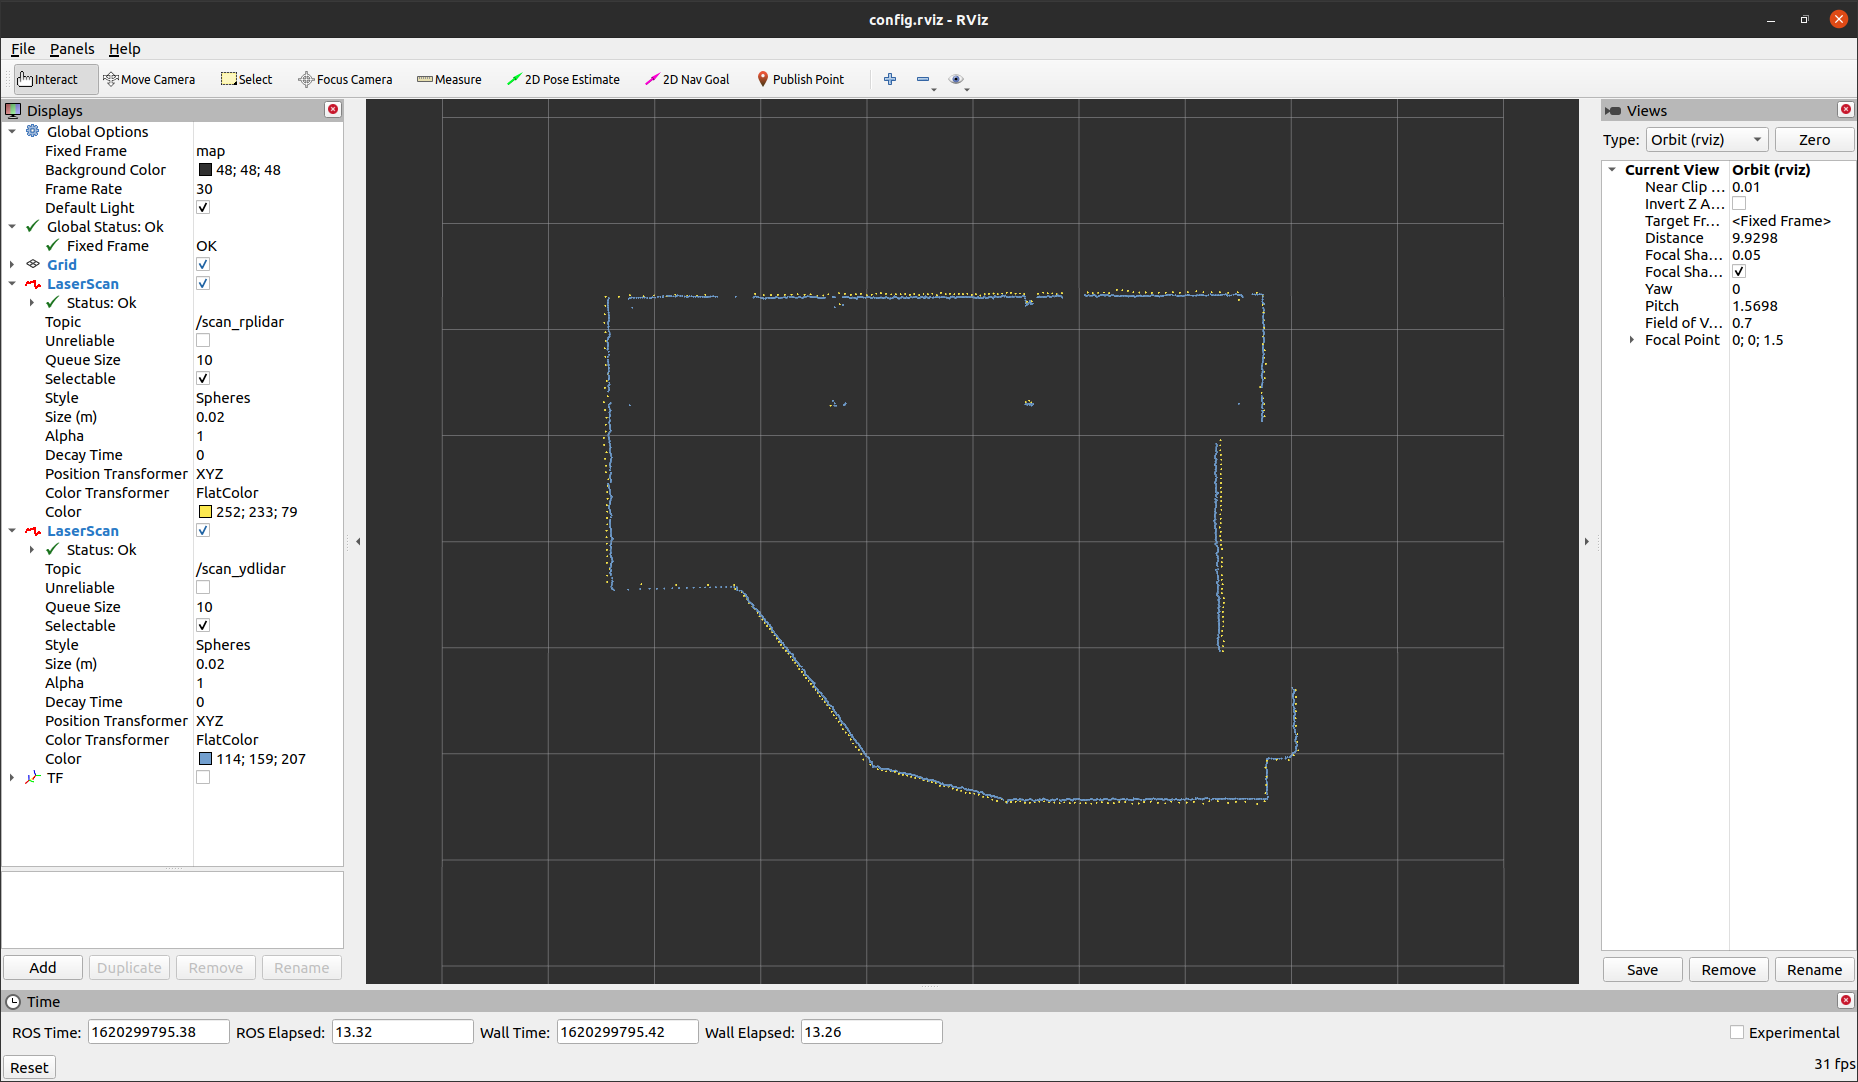 config.rviz - RViz
File Panels Help
Interact Move Camera Select Focus Camera Measure 2D Pose Estimate 2D Nav Goal Publish Point
Displays
Global Options
Fixed Frame map
Background Color 48; 48; 48
Frame Rate 30
Default Light
Global Status: Ok
Fixed Frame OK
Grid
LaserScan
Status: Ok
Topic /scan_rplidar
Unreliable
Queue Size 10
Selectable
Style Spheres
Size (m) 0.02
Alpha 1
Decay Time 0
Position Transformer XYZ
Color Transformer FlatColor
Color 252; 233; 79
LaserScan
Status: Ok
Topic /scan_ydlidar
Unreliable
Queue Size 10
Selectable
Style Spheres
Size (m) 0.02
Alpha 1
Decay Time 0
Position Transformer XYZ
Color Transformer FlatColor
Color 114; 159; 207
TF
Add Duplicate Remove Rename
Views
Type: Orbit (rviz) Zero
Current View Orbit (rviz)
Near Clip ... 0.01
Invert Z A...
Target Fr... <Fixed Frame>
Distance 9.9298
Focal Sha... 0.05
Focal Sha...
Yaw 0
Pitch 1.5698
Field of V... 0.7
Focal Point 0; 0; 1.5
Save Remove Rename
Time
ROS Time: 1620299795.38 ROS Elapsed: 13.32 Wall Time: 1620299795.42 Wall Elapsed: 13.26 Experimental
Reset 31 fps